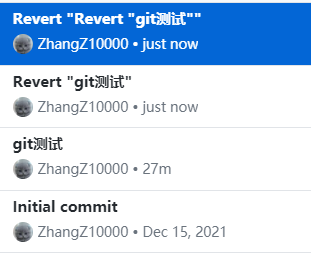 Revert "Revert "git测试""
ZhangZ10000 • just now
Revert "git测试"
ZhangZ10000 • just now
git测试
ZhangZ10000 • 27m
Initial commit
ZhangZ10000 • Dec 15, 2021